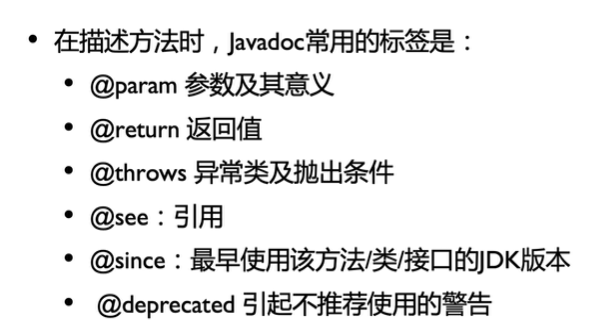 • 在描述方法时，Javadoc常用的标签是：
• @param 参数及其意义
• @return 返回值
• @throws 异常类及抛出条件
• @see：引用
• @since：最早使用该方法/类/接口的JDK版本
• @deprecated 引起不推荐使用的警告